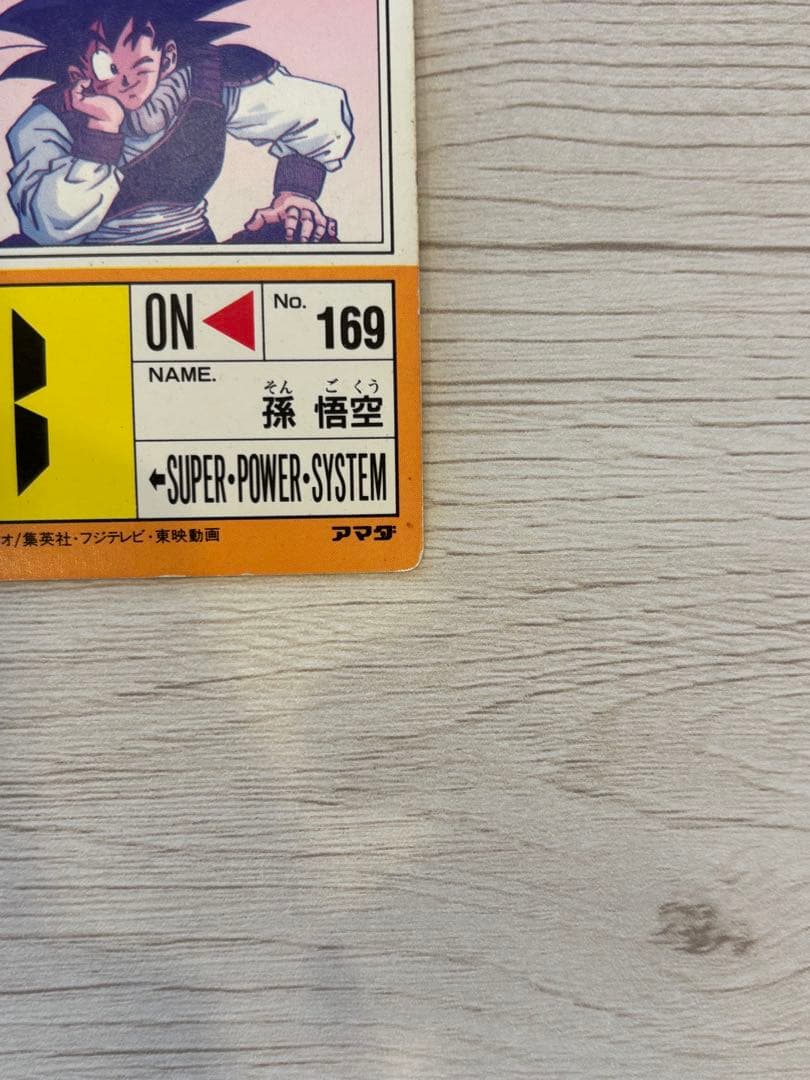 ON
No. 169
NAME.
そん ご くう
孫 悟空
←SUPER・POWER・SYSTEM
オ/集英社・フジテレビ・東映動画
アマダ